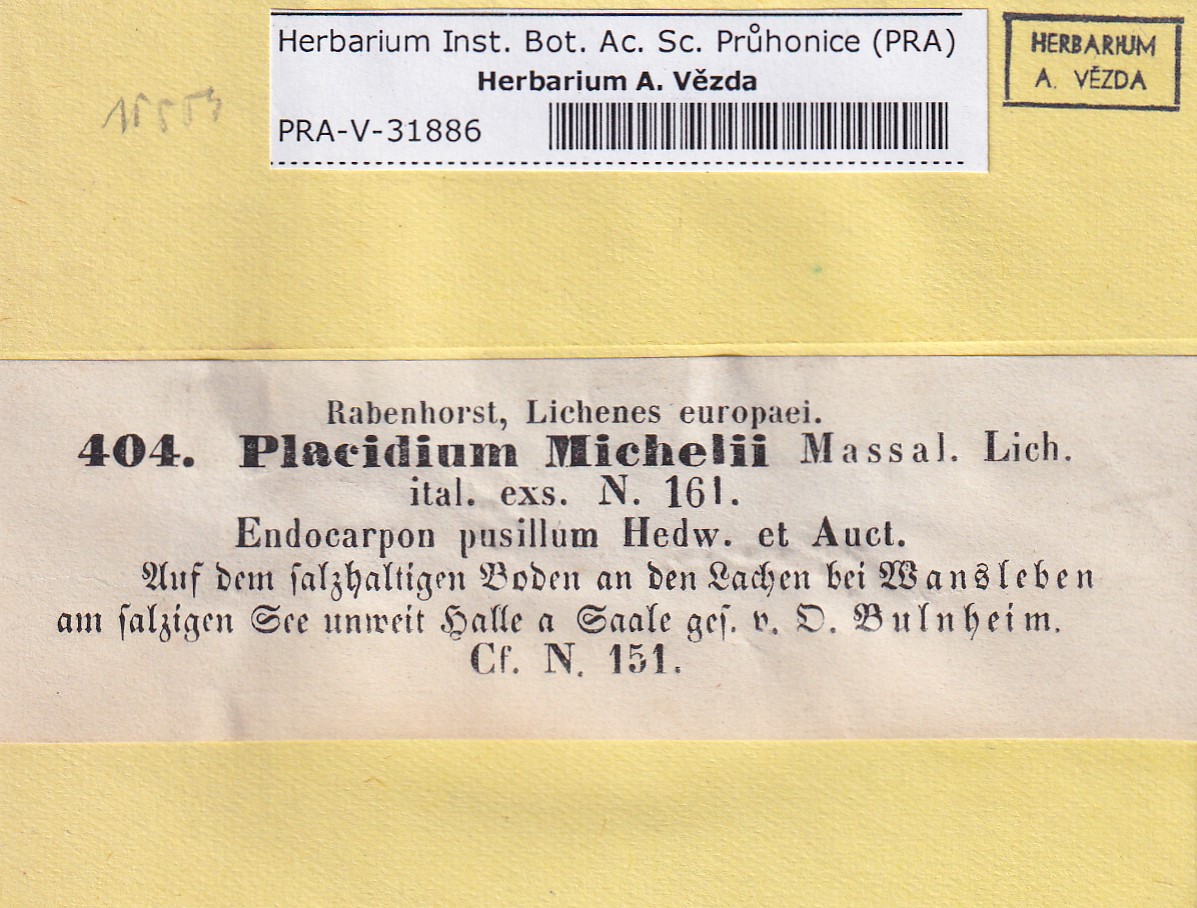 Herbarium Inst. Bot. Ac. Sc. Průhonice (PRA)
Herbarium A. Vězda
PRA-V-31886
HERBARIUM
A. VĚZDA
15553
Rabenhorst, Lichenes europaei.
404. Placidium Michelii Massal. Lich.
ital. exs. N. 161.
Endocarpon pusillum Hedw. et Auct.
Auf dem salzhaltigen Boden an den Lachen bei Wansleben
am salzigen See unweit Halle a Saale ges. v. O. Bulnheim.
Cf. N. 151.